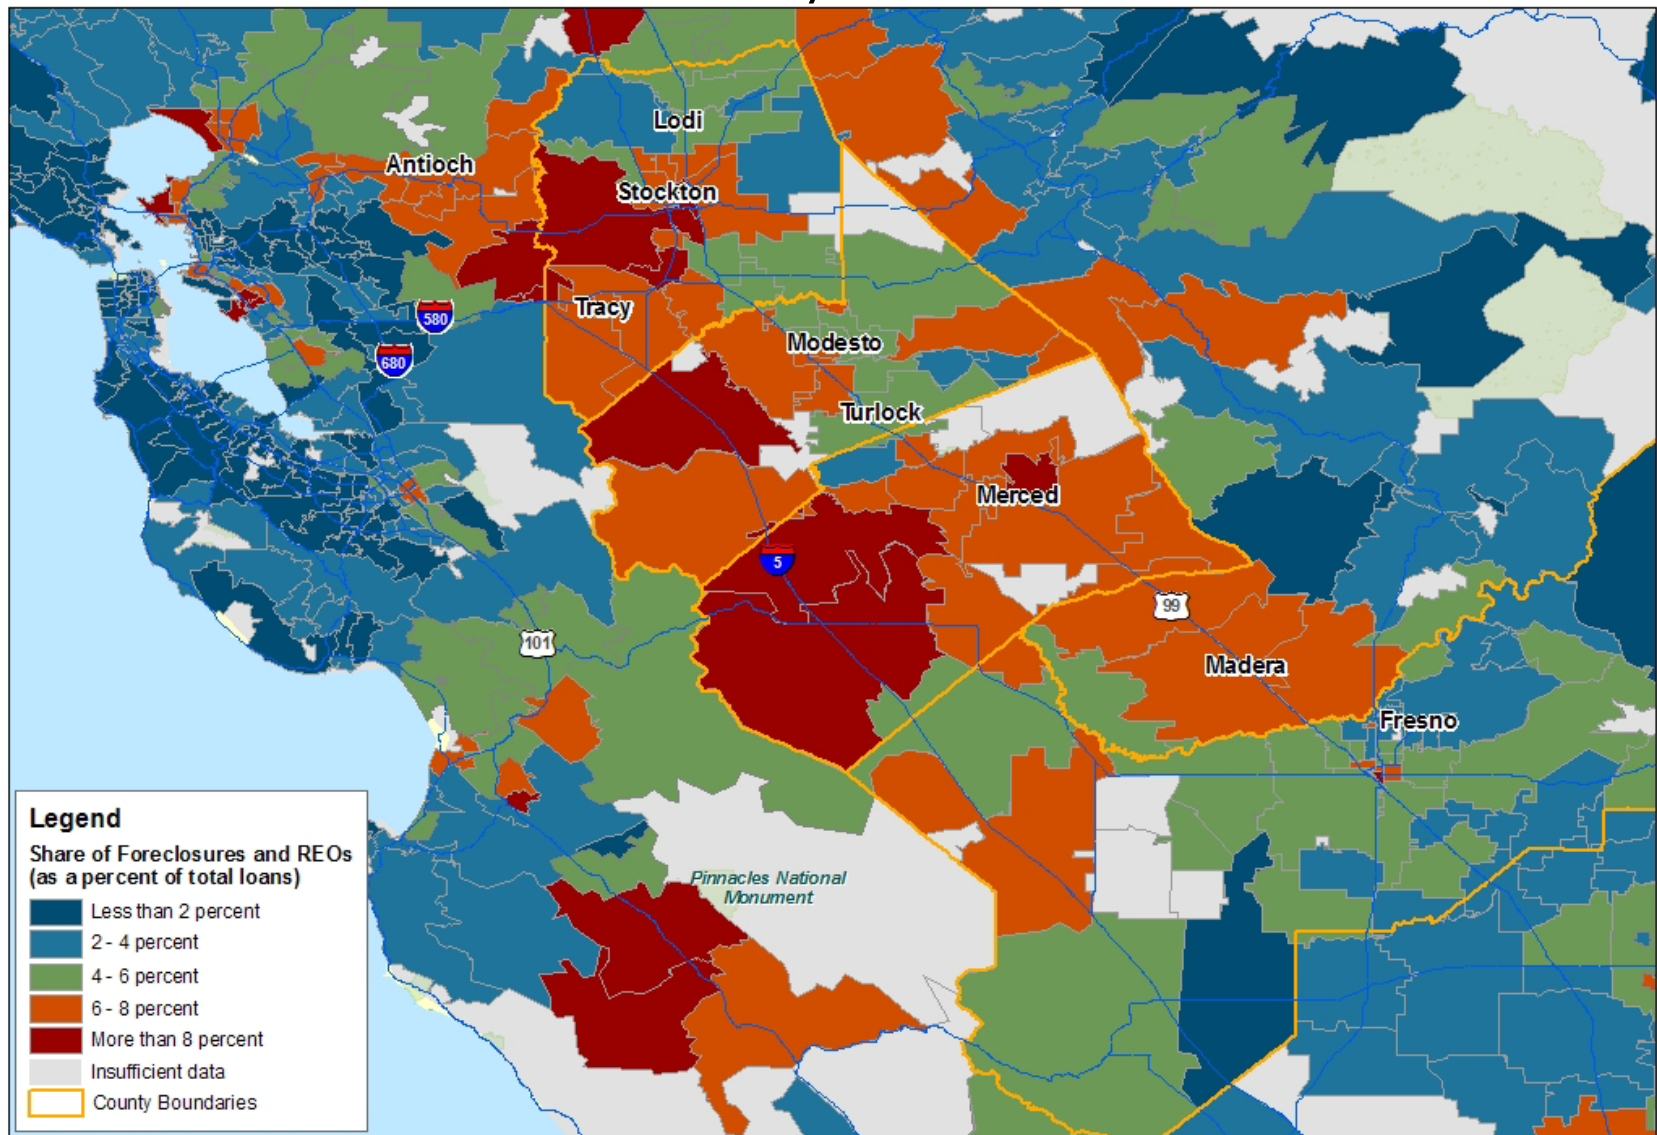 Lodi
Antioch
Stockton
Tracy
580
Modesto
680
Turlock
Merced
5
99
101
Madera
Fresno
Pinnacles National
Monument
Legend
Share of Foreclosures and REOs
(as a percent of total loans)
Less than 2 percent
2 - 4 percent
4 - 6 percent
6 - 8 percent
More than 8 percent
Insufficient data
County Boundaries